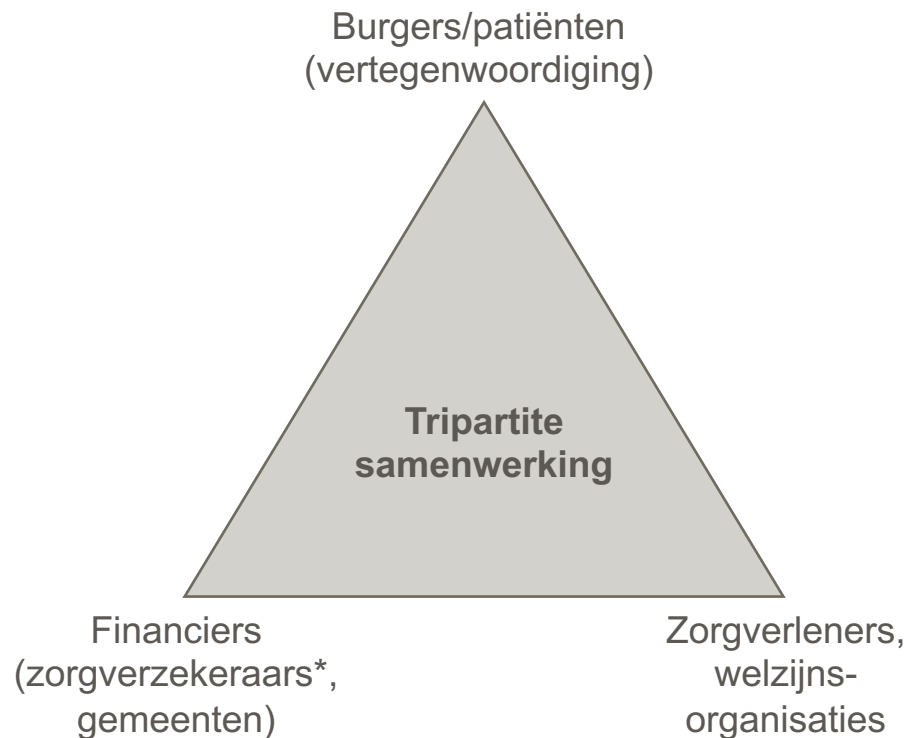 Burgers/patiënten
(vertegenwoordiging)
Tripartite
samenwerking
Financiers
(zorgverzekeraars*,
gemeenten)
Zorgverleners,
welzijns-
organisaties